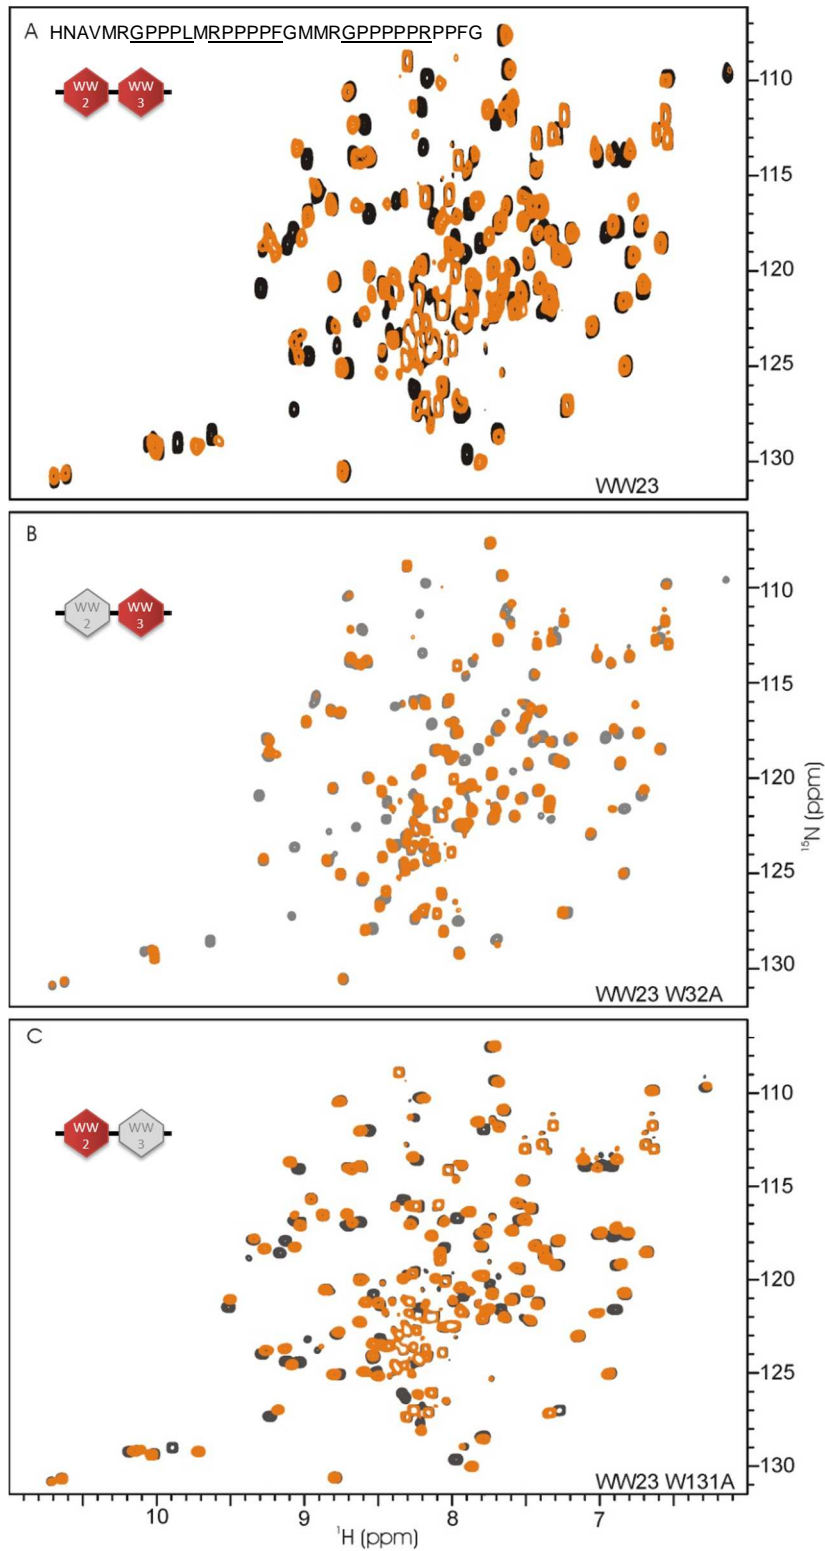 A HNAVMRGPPPLMRPPPPFGMMRGPPPPPRPPFG
WW
2
WW
3
110
115
120
125
130
WW23
B
WW
2
WW
3
110
115
120
125
130
¹⁵N (ppm)
WW23 W32A
C
WW
2
WW
3
110
115
120
125
130
WW23 W131A
10
9
8
7
¹H (ppm)